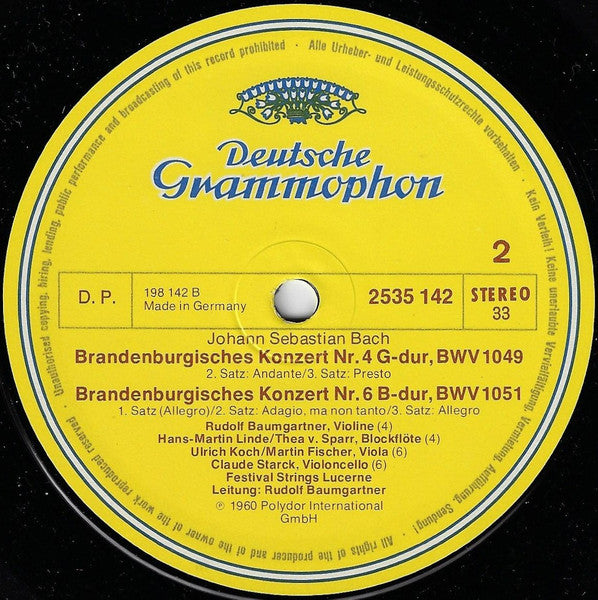 Alle Urheber- und Leistungsschutzrechte vorbehalten · Kein Verleih! Keine unerlaubte Vervielfältigung, Vermietung, Aufführung, Sendung!
All rights of the producer and of the owner of the work reproduced reserved · Unauthorised copying, hiring, lending, public performance and broadcasting of this record prohibited ·
Deutsche
Grammophon
2
D. P.
198 142 B
Made in Germany
2535 142
STEREO
33
Johann Sebastian Bach
Brandenburgisches Konzert Nr. 4 G-dur, BWV 1049
2. Satz: Andante/3. Satz: Presto
Brandenburgisches Konzert Nr. 6 B-dur, BWV 1051
1. Satz (Allegro)/2. Satz: Adagio, ma non tanto/3. Satz: Allegro
Rudolf Baumgartner, Violine (4)
Hans-Martin Linde/Thea v. Sparr, Blockflöte (4)
Ulrich Koch/Martin Fischer, Viola (6)
Claude Starck, Violoncello (6)
Festival Strings Lucerne
Leitung: Rudolf Baumgartner
℗ 1960 Polydor International
GmbH